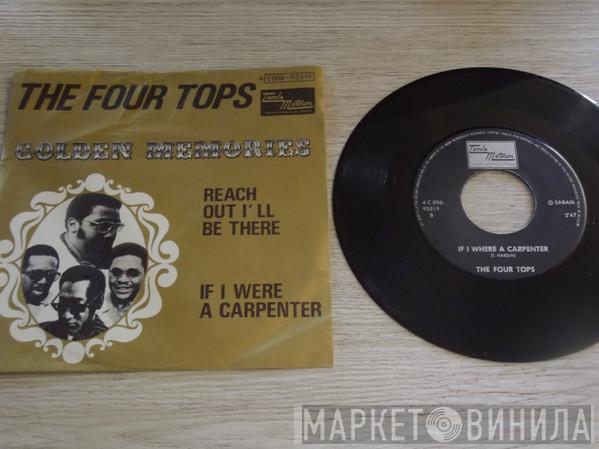 4 C006-93519
THE FOUR TOPS
Tamla
Motown
GOLDEN MEMORIES
REACH
OUT I'LL
BE THERE
IF I WERE
A CARPENTER
Tamla
Motown
4 C 006-
93519
B
© SABAM
2'47
IF I WHERE A CARPENTER
(T. HARDIN)
THE FOUR TOPS
МАРКЕТ ВИНИЛА